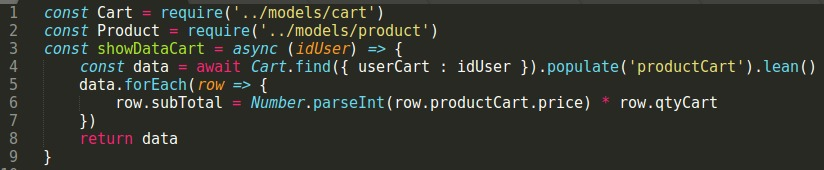 1 const Cart = require('../models/cart')
2 const Product = require('../models/product')
3 const showDataCart = async (idUser) => {
4     const data = await Cart.find({ userCart : idUser }).populate('productCart').lean()
5     data.forEach(row => {
6         row.subTotal = Number.parseInt(row.productCart.price) * row.qtyCart
7     })
8     return data
9 }